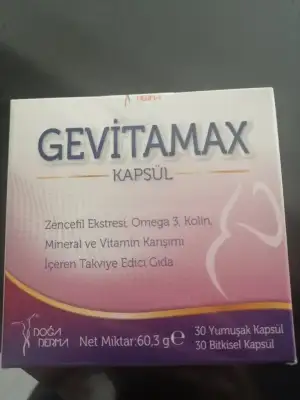 GEVİTAMAX
KAPSÜL
Zencefil Ekstresi, Omega 3, Kolin,
Mineral ve Vitamin Karışımı
İçeren Takviye Edici Gıda
DOĞA
DERMA
Net Miktar:60,3 g℮
30 Yumuşak Kapsül
30 Bitkisel Kapsül